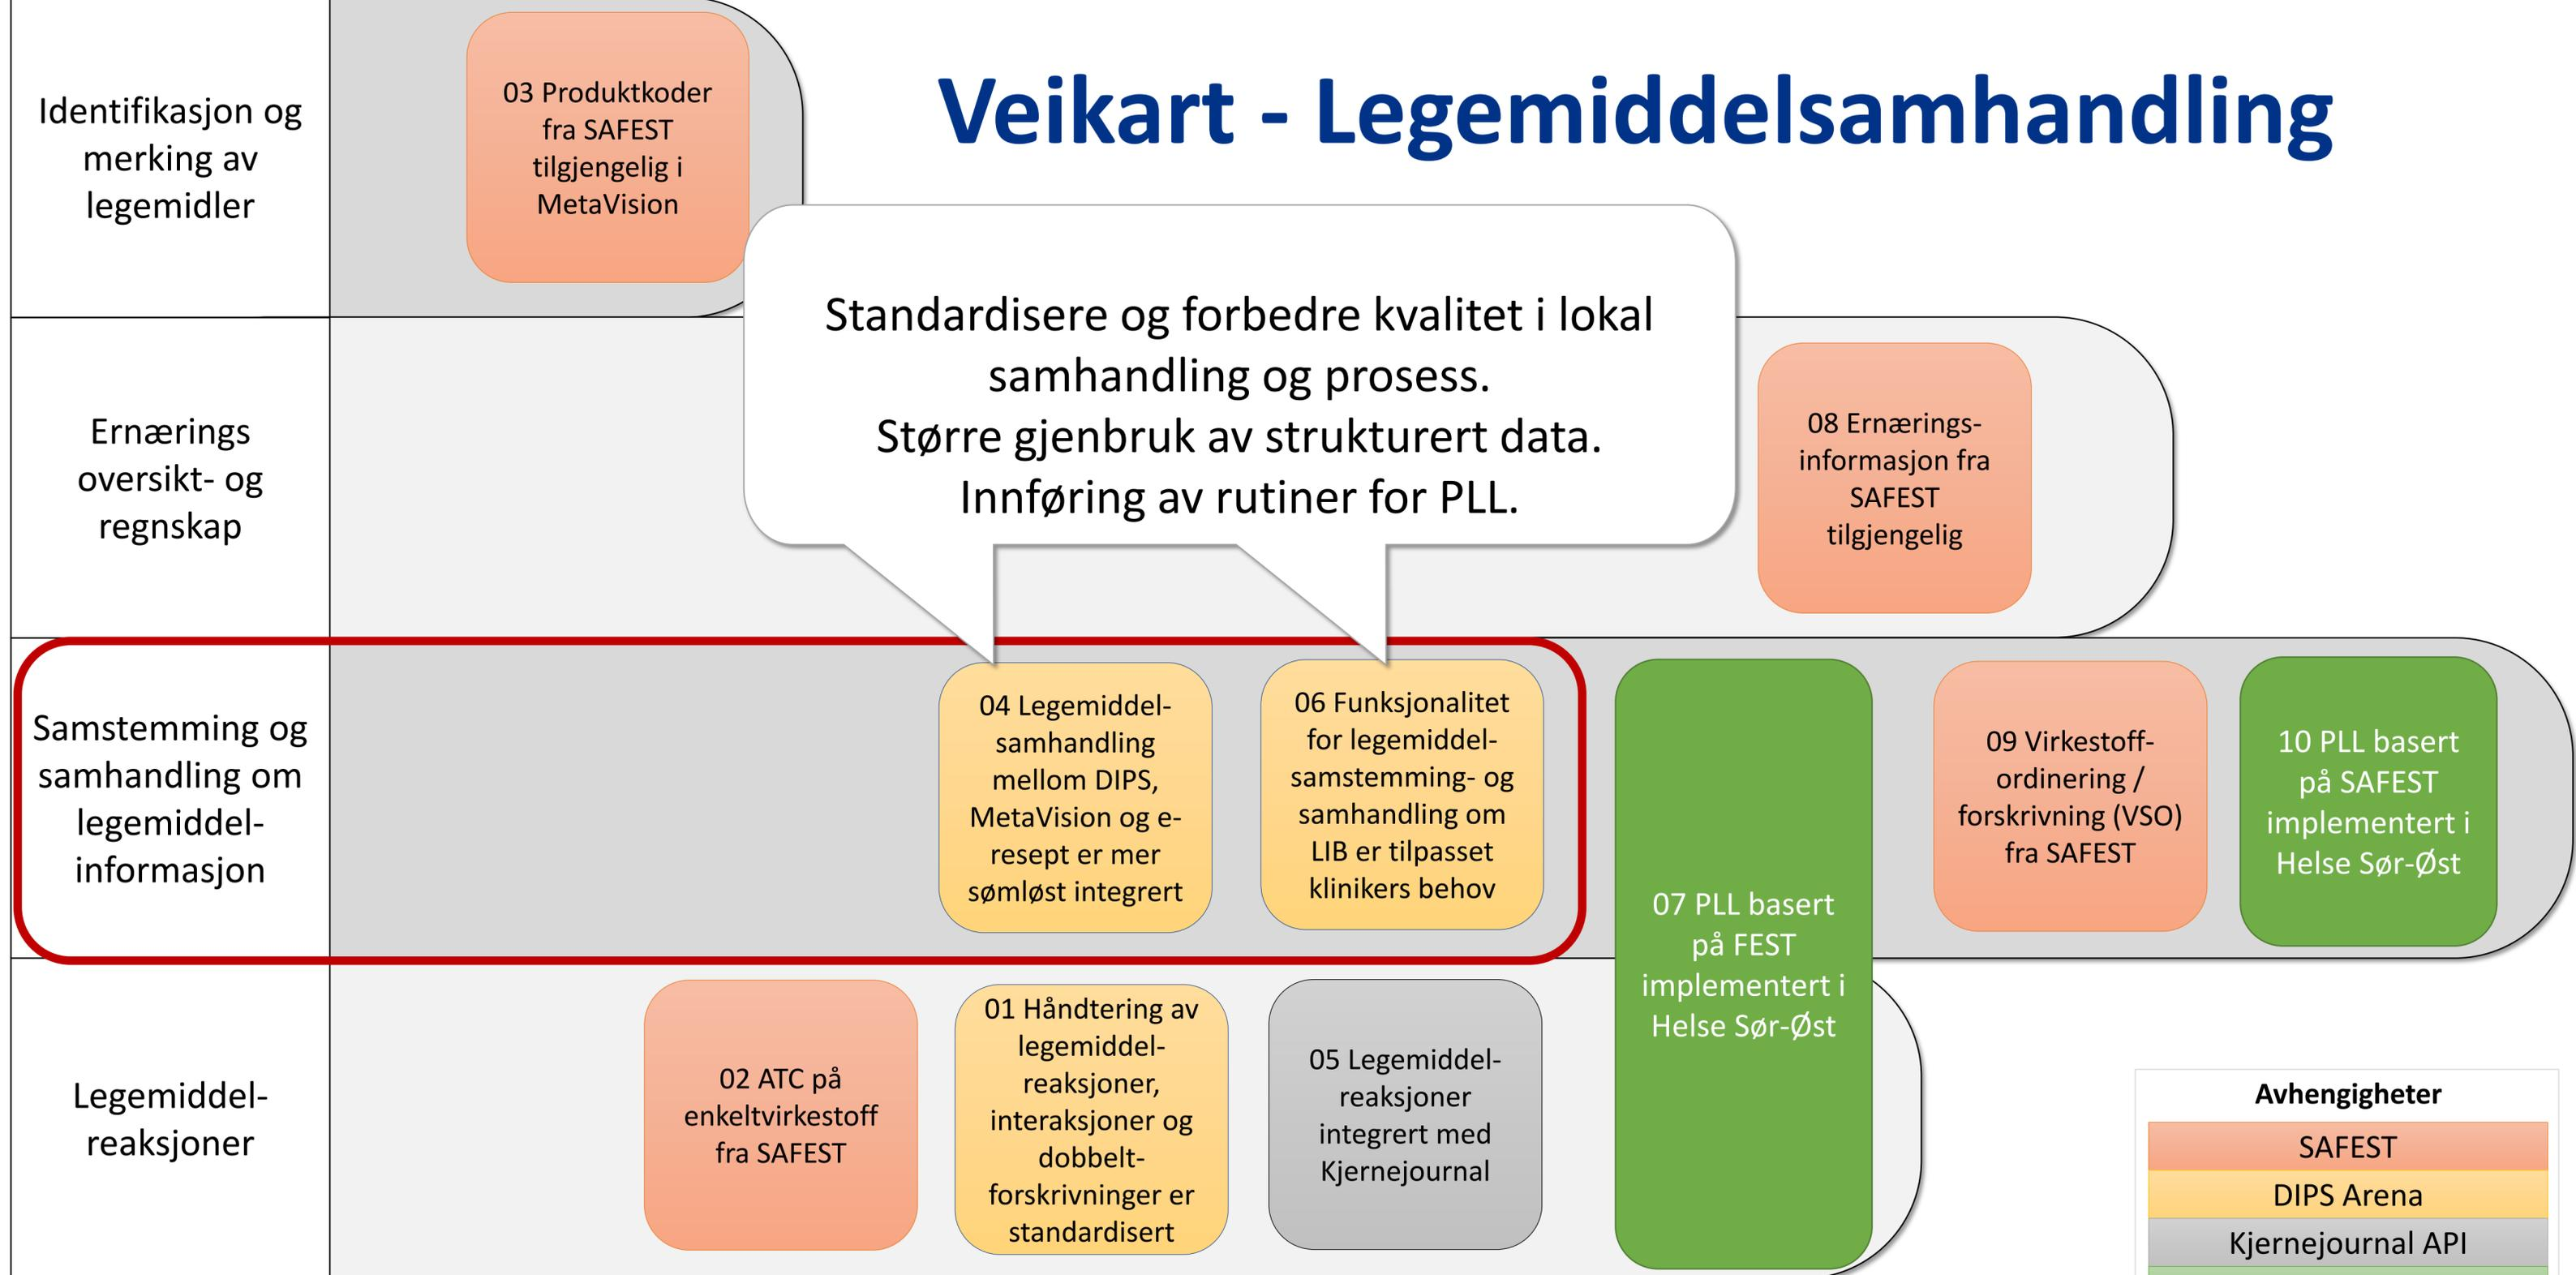 Veikart - Legemiddelsamhandling
Identifikasjon og
merking av
legemidler
03 Produktkoder
fra SAFEST
tilgjengelig i
MetaVision
Standardisere og forbedre kvalitet i lokal
samhandling og prosess.
Større gjenbruk av strukturert data.
Innføring av rutiner for PLL.
Ernærings
oversikt- og
regnskap
08 Ernærings-
informasjon fra
SAFEST
tilgjengelig
Samstemming og
samhandling om
legemiddel-
informasjon
04 Legemiddel-
samhandling
mellom DIPS,
MetaVision og e-
resept er mer
sømløst integrert
06 Funksjonalitet
for legemiddel-
samstemming- og
samhandling om
LIB er tilpasset
klinikers behov
07 PLL basert
på FEST
implementert i
Helse Sør-Øst
09 Virkestoff-
ordinering /
forskrivning (VSO)
fra SAFEST
10 PLL basert
på SAFEST
implementert i
Helse Sør-Øst
Legemiddel-
reaksjoner
02 ATC på
enkeltvirkestoff
fra SAFEST
01 Håndtering av
legemiddel-
reaksjoner,
interaksjoner og
dobbelt-
forskrivninger er
standardisert
05 Legemiddel-
reaksjoner
integrert med
Kjernejournal
Avhengigheter
SAFEST
DIPS Arena
Kjernejournal API